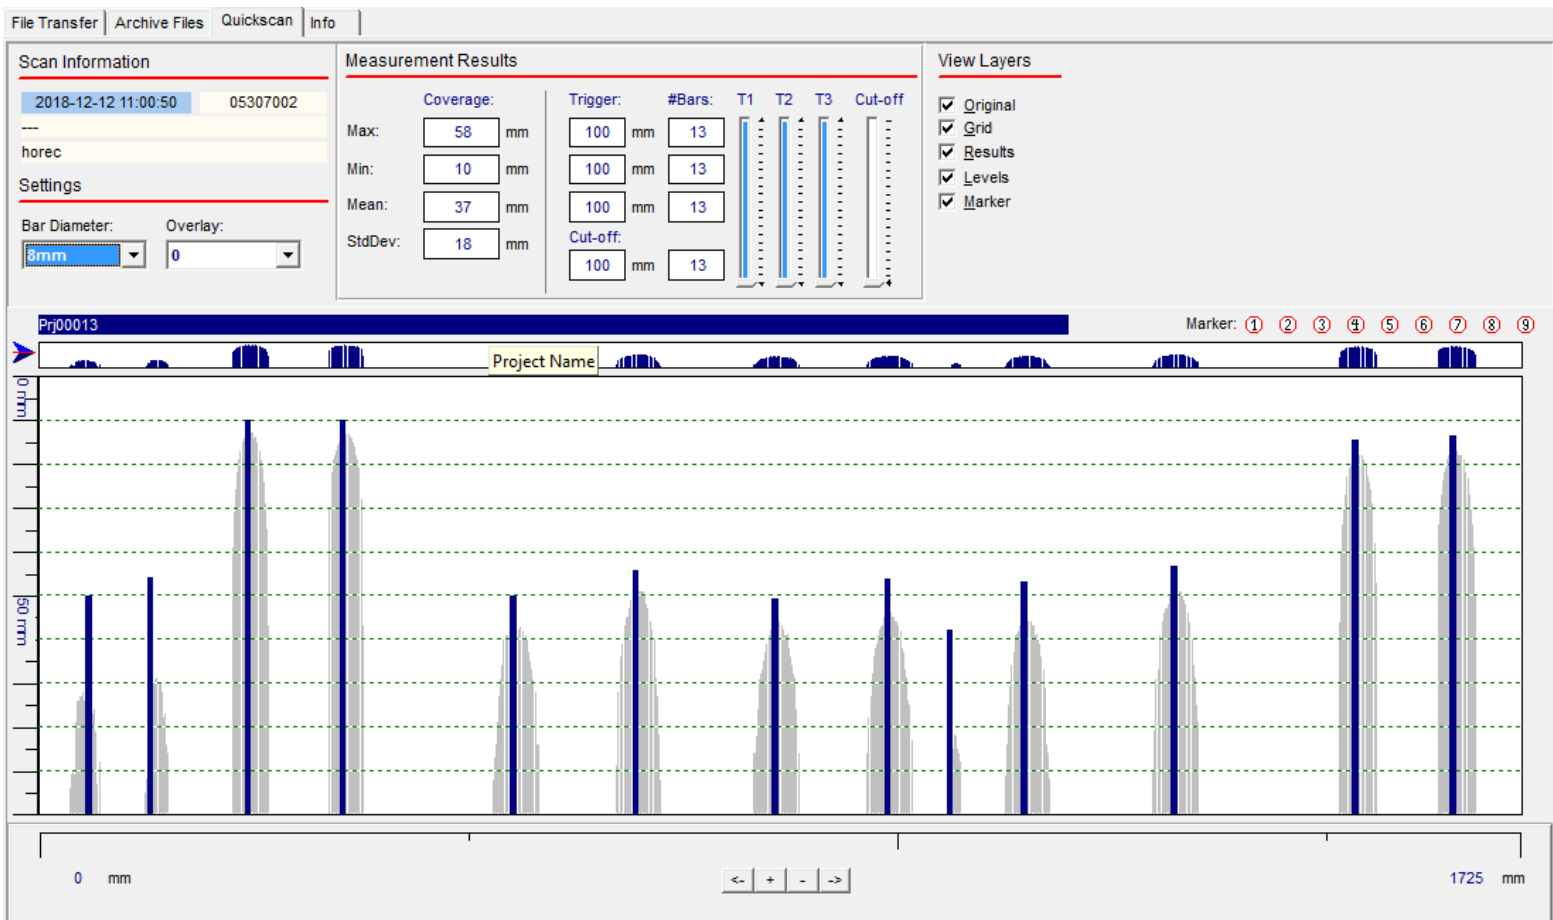 File Transfer Archive Files Quickscan Info
Scan Information Measurement Results View Layers
2018-12-12 11:00:50 05307002 Coverage: Trigger: #Bars: T1 T2 T3 Cut-off
Original
--- Max: 58 mm 100 mm 13 Grid
horec Results
Min: 10 mm 100 mm 13
Settings Levels
Mean: 37 mm 100 mm 13 Marker
Bar Diameter: Overlay:
StdDev: 18 mm Cut-off:
8mm 0 100 mm 13
Prj00013 Marker: 1 2 3 4 5 6 7 8 9
Project Name
0 mm
50 mm
0 mm <- + - -> 1725 mm